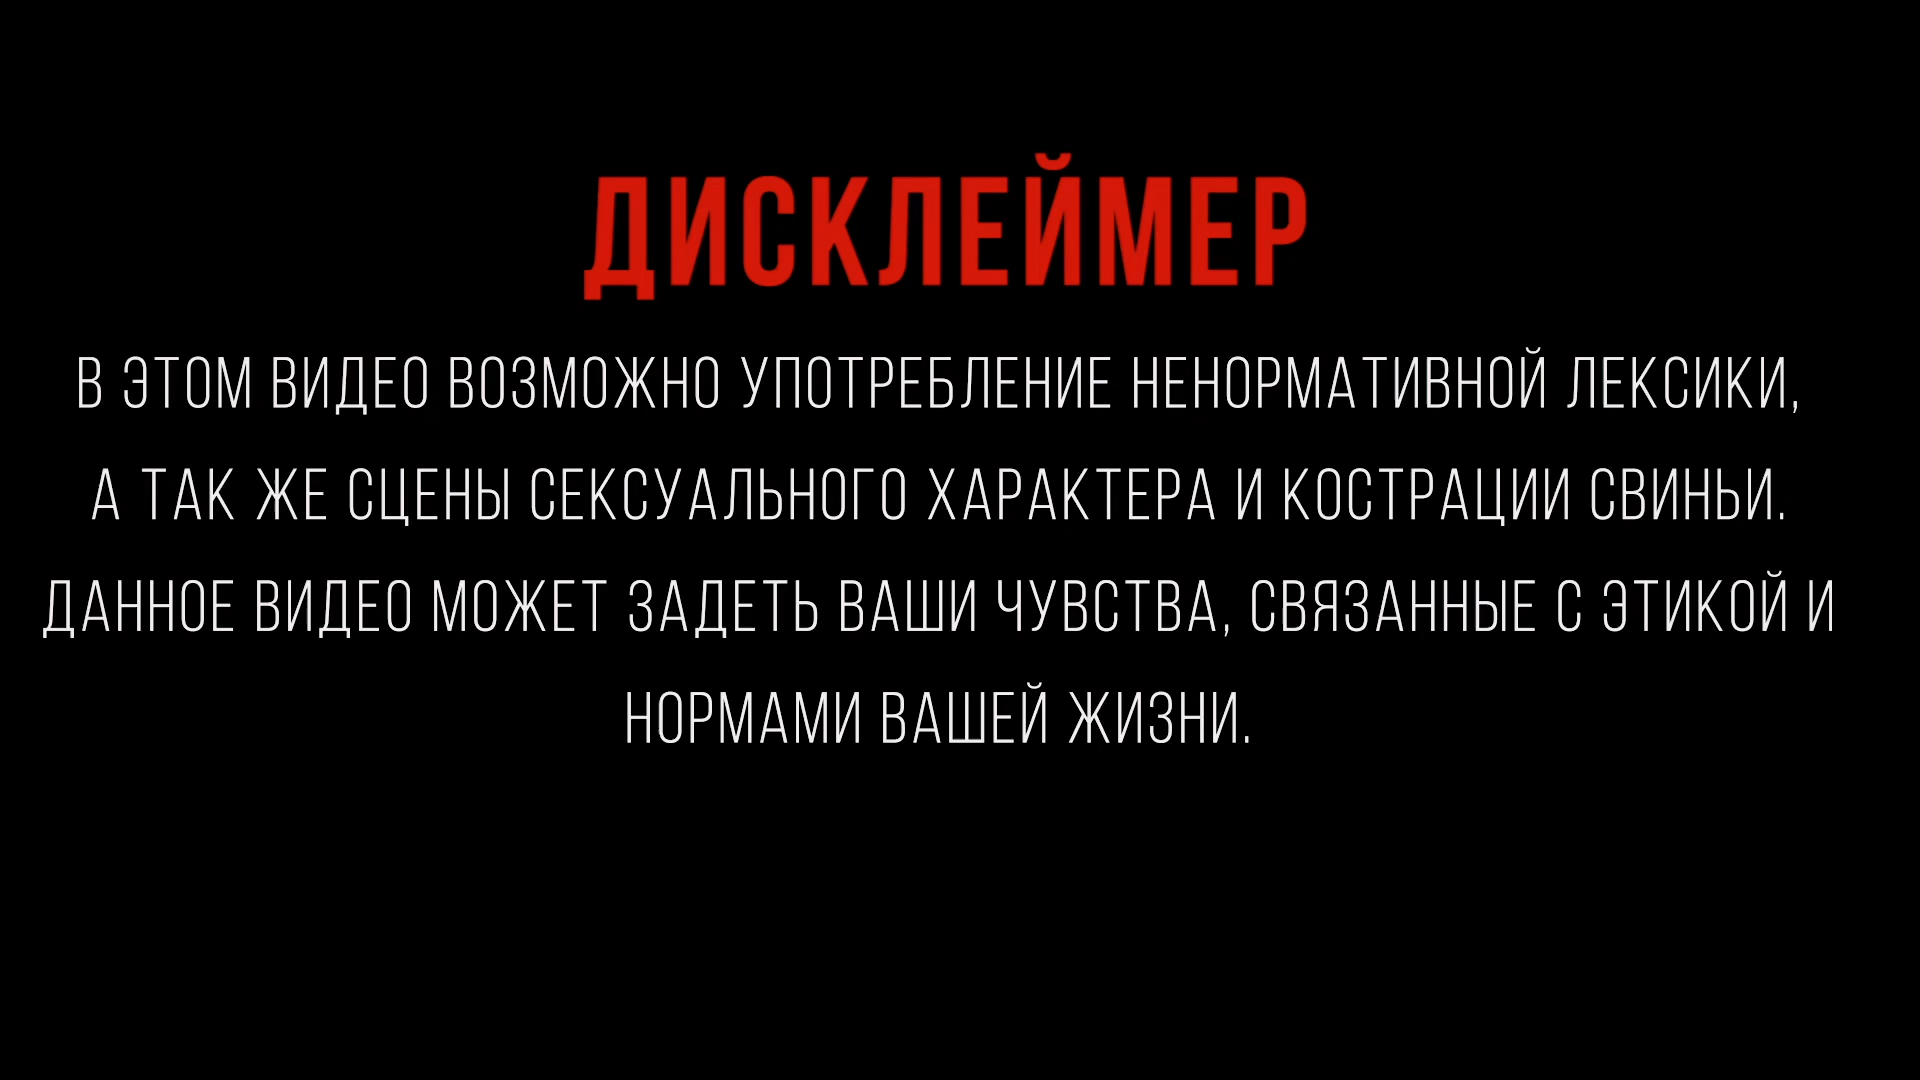 ДИСКЛЕЙМЕР
В ЭТОМ ВИДЕО ВОЗМОЖНО УПОТРЕБЛЕНИЕ НЕНОРМАТИВНОЙ ЛЕКСИКИ,
А ТАК ЖЕ СЦЕНЫ СЕКСУАЛЬНОГО ХАРАКТЕРА И КОСТРАЦИИ СВИНЬИ.
ДАННОЕ ВИДЕО МОЖЕТ ЗАДЕТЬ ВАШИ ЧУВСТВА, СВЯЗАННЫЕ С ЭТИКОЙ И
НОРМАМИ ВАШЕЙ ЖИЗНИ.